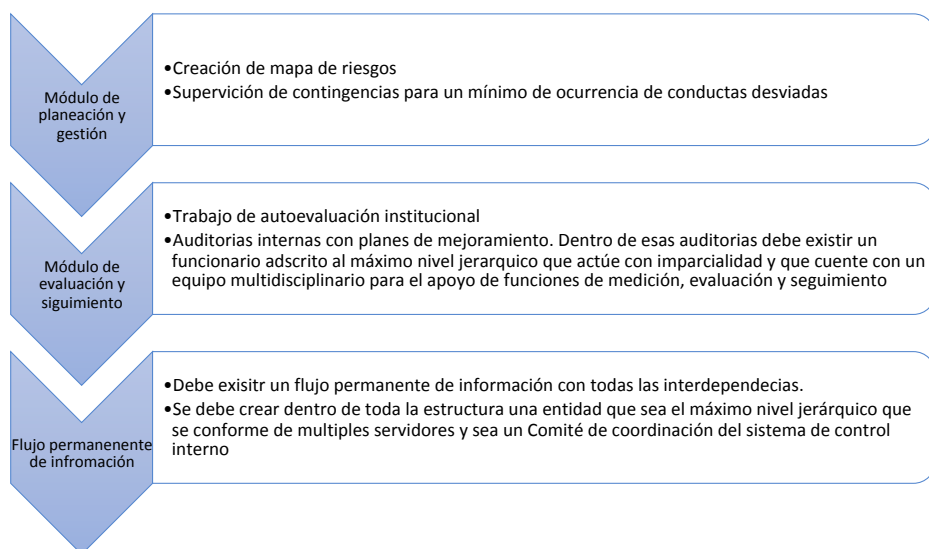 Módulo de
planeación y
gestión
•Creación de mapa de riesgos
•Supervición de contingencias para un mínimo de ocurrencia de conductas desviadas
Módulo de
evaluación y
siguimiento
•Trabajo de autoevaluación institucional
•Auditorias internas con planes de mejoramiento. Dentro de esas auditorias debe existir un
funcionario adscrito al máximo nivel jerarquico que actúe con imparcialidad y que cuente con un
equipo multidisciplinario para el apoyo de funciones de medición, evaluación y seguimiento
Flujo permanenente
de infromación
•Debe exisitr un flujo permanente de información con todas las interdependecias.
•Se debe crear dentro de toda la estructura una entidad que sea el máximo nivel jerárquico que
se conforme de multiples servidores y sea un Comité de coordinación del sistema de control
interno